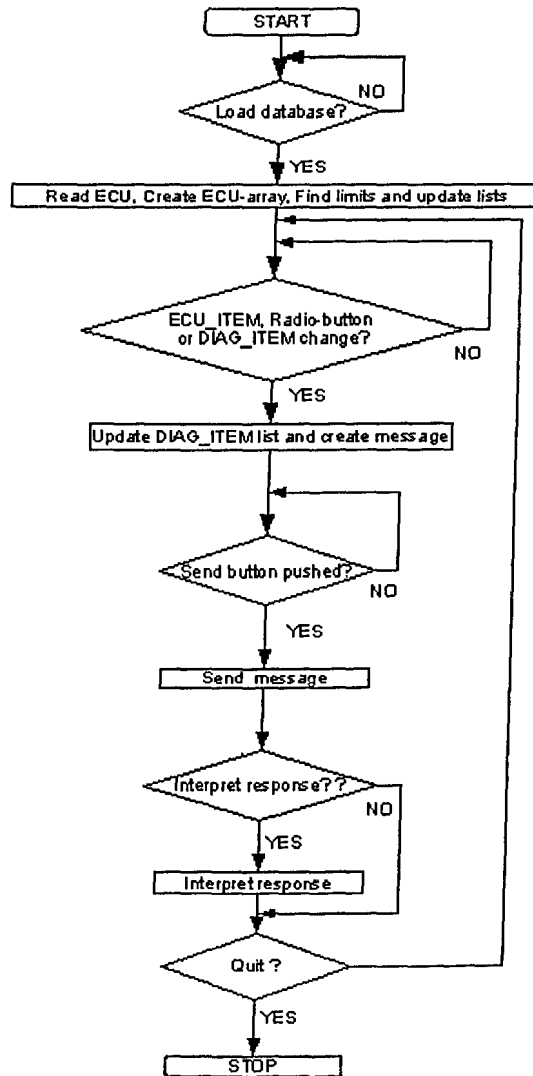 START
NO
Load database?
YES
Read ECU, Create ECU-array, Find limits and update lists
ECU_ITEM, Radio-button
or DIAG_ITEM change?
NO
YES
Update DIAG_ITEM list and create message
Send button pushed?
NO
YES
Send message
Interpret response??
NO
YES
Interpret response
Quit?
YES
STOP